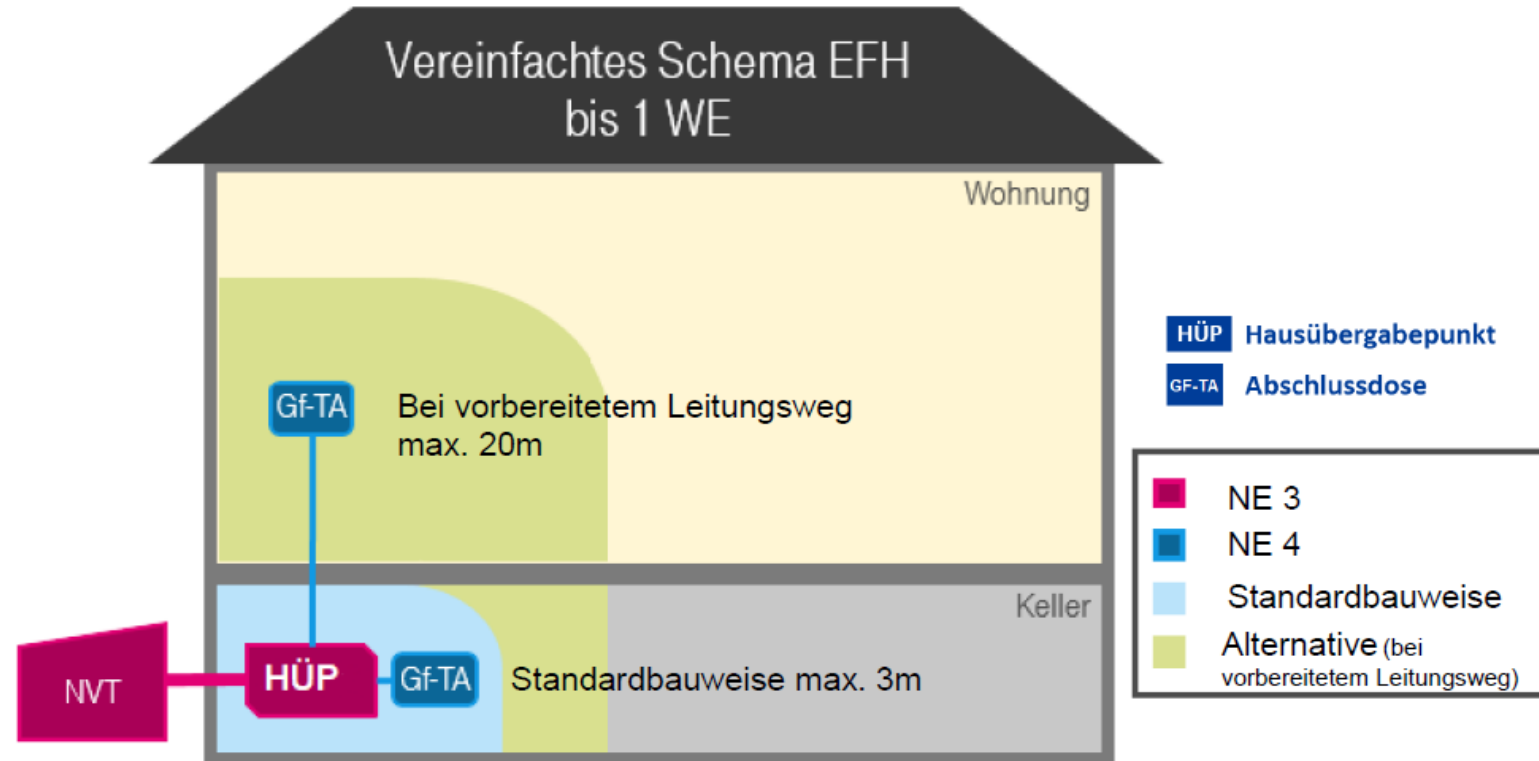 Vereinfachtes Schema EFH
bis 1 WE
Wohnung
Gf-TA
Bei vorbereitetem Leitungsweg
max. 20m
Keller
NVT
HÜP
Gf-TA
Standardbauweise max. 3m
HÜP Hausübergabepunkt
GF-TA Abschlussdose
NE 3
NE 4
Standardbauweise
Alternative (bei
vorbereitetem Leitungsweg)